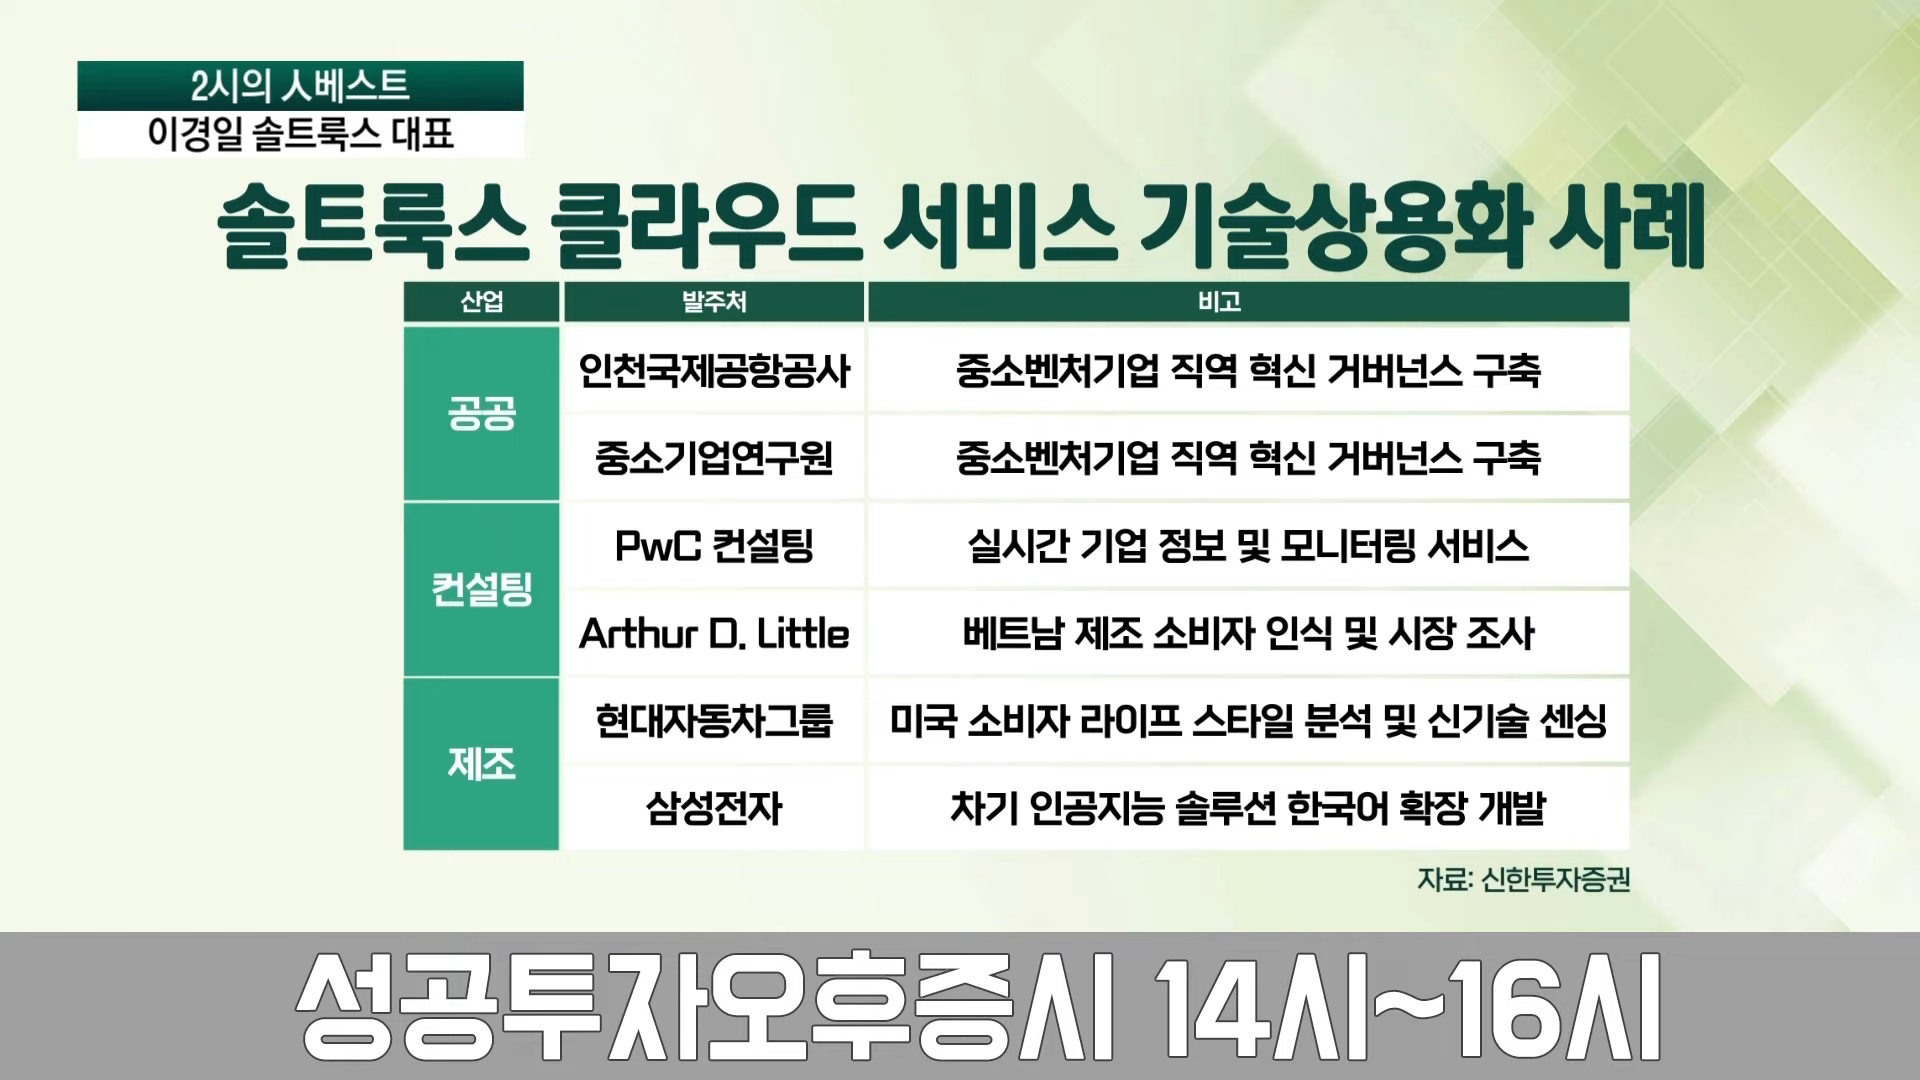 2시의 人베스트
이경일 솔트룩스 대표
솔트룩스 클라우드 서비스 기술상용화 사례
산업 발주처 비고
공공
인천국제공항공사 중소벤처기업 직역 혁신 거버넌스 구축
중소기업연구원 중소벤처기업 직역 혁신 거버넌스 구축
컨설팅
PwC 컨설팅 실시간 기업 정보 및 모니터링 서비스
Arthur D. Little 베트남 제조 소비자 인식 및 시장 조사
제조
현대자동차그룹 미국 소비자 라이프 스타일 분석 및 신기술 센싱
삼성전자 차기 인공지능 솔루션 한국어 확장 개발
자료: 신한투자증권
성공투자오후증시 14시~16시